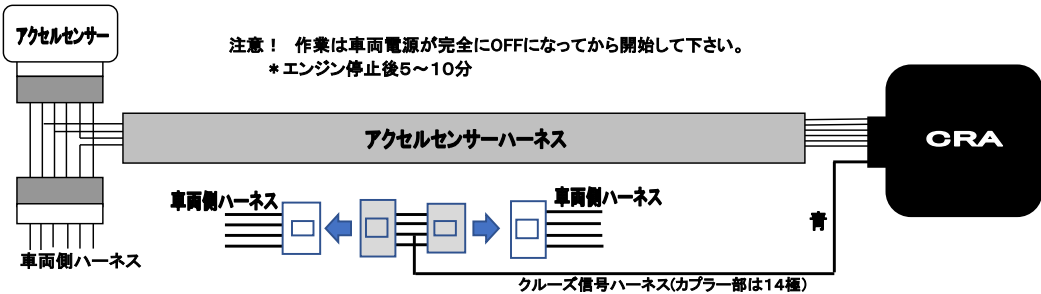 アクセルセンサー
注意！ 作業は車両電源が完全にOFFになってから開始して下さい。
＊エンジン停止後５～１０分
アクセルセンサーハーネス
CRA
車両側ハーネス
車両側ハーネス
青
車両側ハーネス
クルーズ信号ハーネス(カプラー部は１４極)